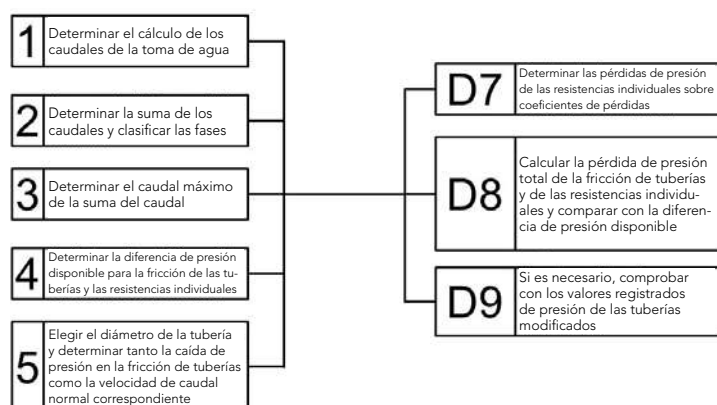 1
Determinar el cálculo de los
caudales de la toma de agua
2
Determinar la suma de los
caudales y clasificar las fases
3
Determinar el caudal máximo
de la suma del caudal
4
Determinar la diferencia de presión
disponible para la fricción de las tu-
berías y las resistencias individuales
5
Elegir el diámetro de la tubería
y determinar tanto la caída de
presión en la fricción de tuberías
como la velocidad de caudal
normal correspondiente
D7
Determinar las pérdidas de presión
de las resistencias individuales sobre
coeficientes de pérdidas
D8
Calcular la pérdida de presión
total de la fricción de tuberías
y de las resistencias individu-
ales y comparar con la diferen-
cia de presión disponible
D9
Si es necesario, comprobar
con los valores registrados
de presión de las tuberías
modificados